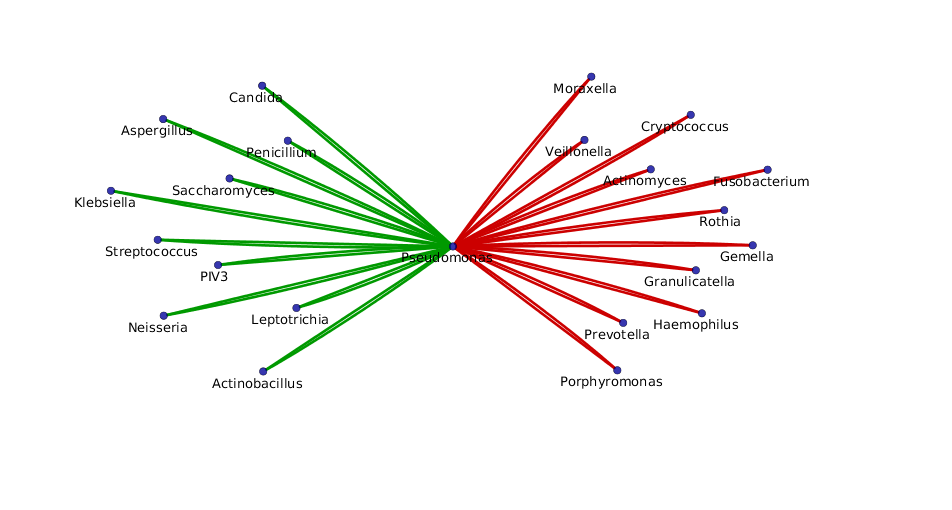 Moraxella
Candida
Cryptococcus
Aspergillus
Penicillium
Veillonella
Actinomyces
Fusobacterium
Saccharomyces
Klebsiella
Rothia
Streptococcus
Gemella
Pseudomonas
PIV3
Granulicatella
Leptotrichia
Neisseria
Haemophilus
Prevotella
Actinobacillus
Porphyromonas